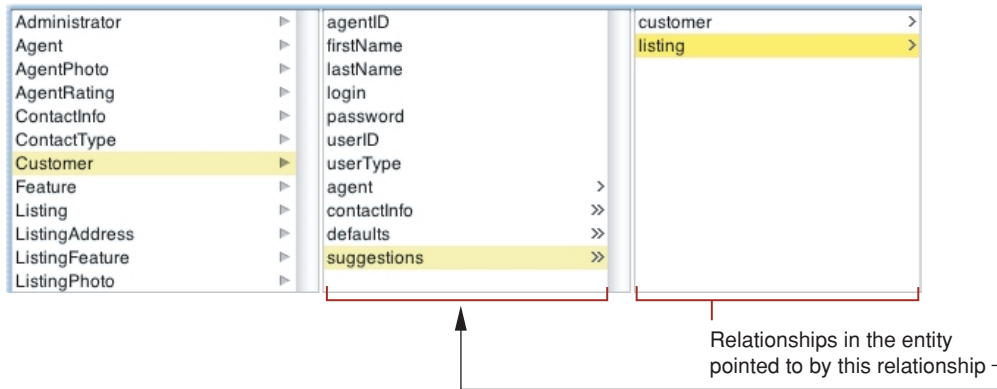 Administrator
Agent
AgentPhoto
AgentRating
ContactInfo
ContactType
Customer
Feature
Listing
ListingAddress
ListingFeature
ListingPhoto
agentID
firstName
lastName
login
password
userID
userType
agent >
contactInfo >>
defaults >>
suggestions >>
customer >
listing >
Relationships in the entity
pointed to by this relationship